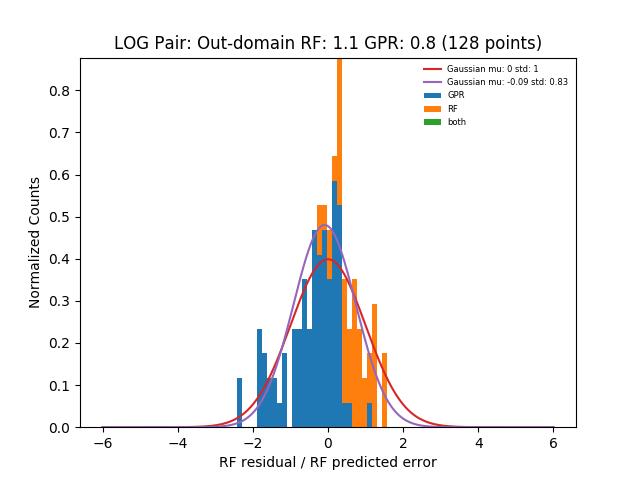 LOG Pair: Out-domain RF: 1.1 GPR: 0.8 (128 points)
Gaussian mu: 0 std: 1
Gaussian mu: -0.09 std: 0.83
GPR
RF
both
Normalized Counts
0.8
0.7
0.6
0.5
0.4
0.3
0.2
0.1
0.0
−6 −4 −2 0 2 4 6
RF residual / RF predicted error